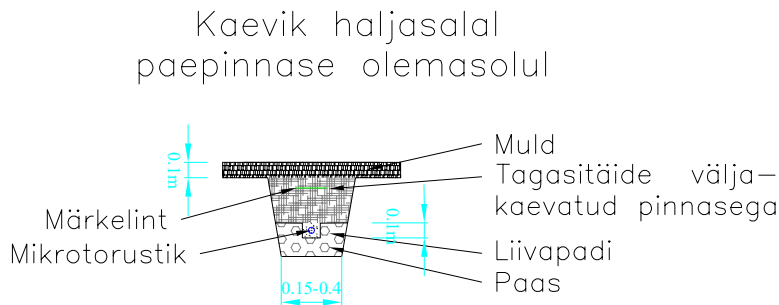 Kaevik haljasalal
paepinnase olemasolul
0.1m
Muld
Tagasitäide välja-
kaevatud pinnasega
Märkelint
Mikrotorustik
0.1m
Liivapadi
Paas
0.15-0.4